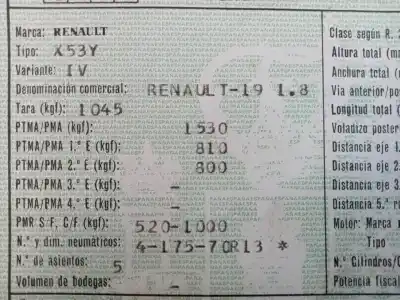 Marca: RENAULT
Tipo: X53Y
Variante: IV
Denominación comercial: RENAULT-19 1.8
Tara (kgf): 1045
PTMA/PMA (kgf): 1530
PTMA/PMA 1.º E (kgf): 810
PTMA/PMA 2.º E (kgf): 800
PTMA/PMA 3.º E (kgf): -
PTMA/PMA 4.º E (kgf): -
PMR S/F, C/F (kgf): 520-1000
N.º y dim. neumáticos: 4-175-70R13 *
N.º de asientos: 5
Volumen de bodegas: -
Clase según R.
Altura total (m
Anchura total (
Vía anterior/po
Longitud total (
Voladizo poster
Distancia eje 1
Distancia eje 2.
Distancia eje 3.
Distancia 5.ª r
Motor: Marca
Tipo
N.º Cilindros/C
Potencia fiscal